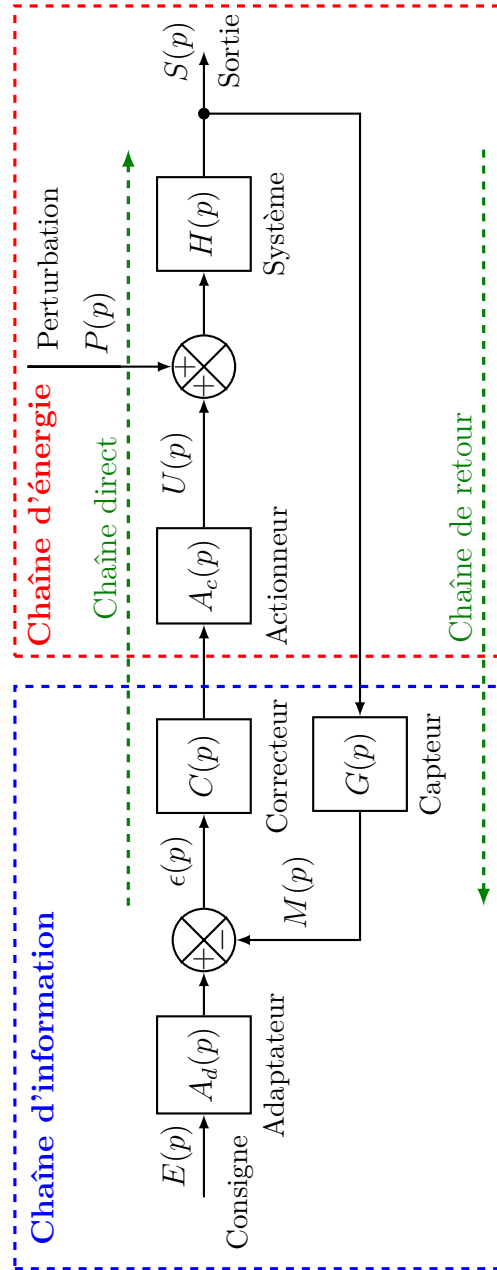 Chaîne d'information
Chaîne d'énergie
Perturbation
P(p)
Chaîne direct
E(p)
Consigne
A_d(p)
Adaptateur
+
−
ϵ(p)
C(p)
Correcteur
A_c(p)
Actionneur
U(p)
+
+
H(p)
Système
S(p)
Sortie
M(p)
G(p)
Capteur
Chaîne de retour